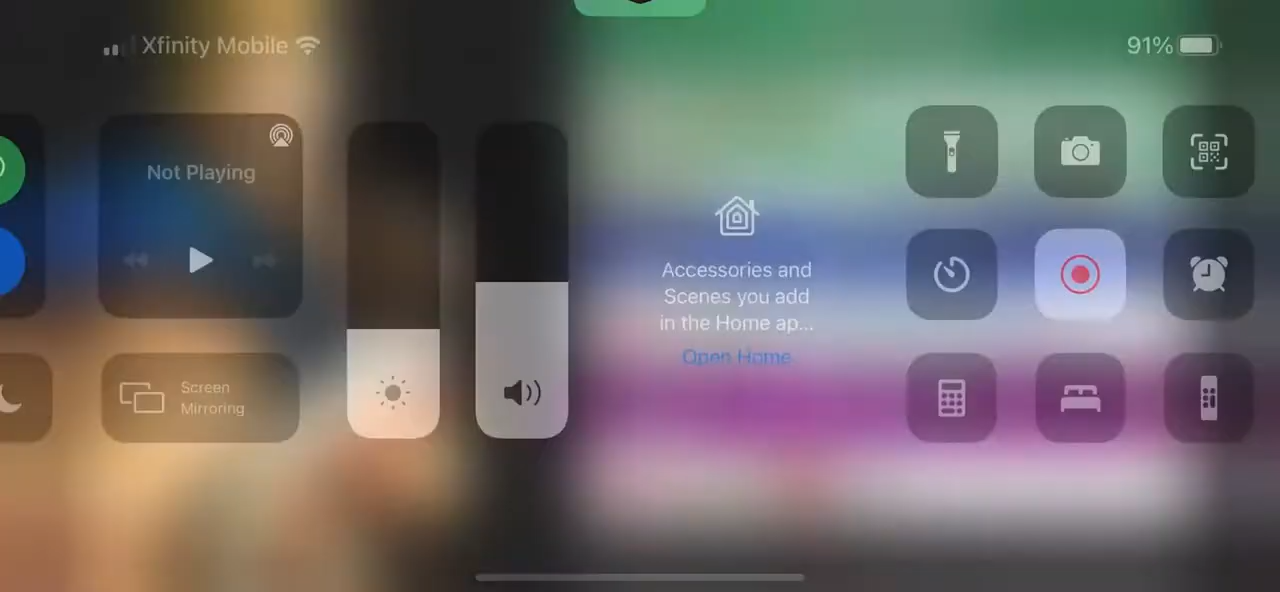 Xfinity Mobile
91%
Not Playing
Accessories and
Scenes you add
in the Home ap...
Open Home
Screen
Mirroring